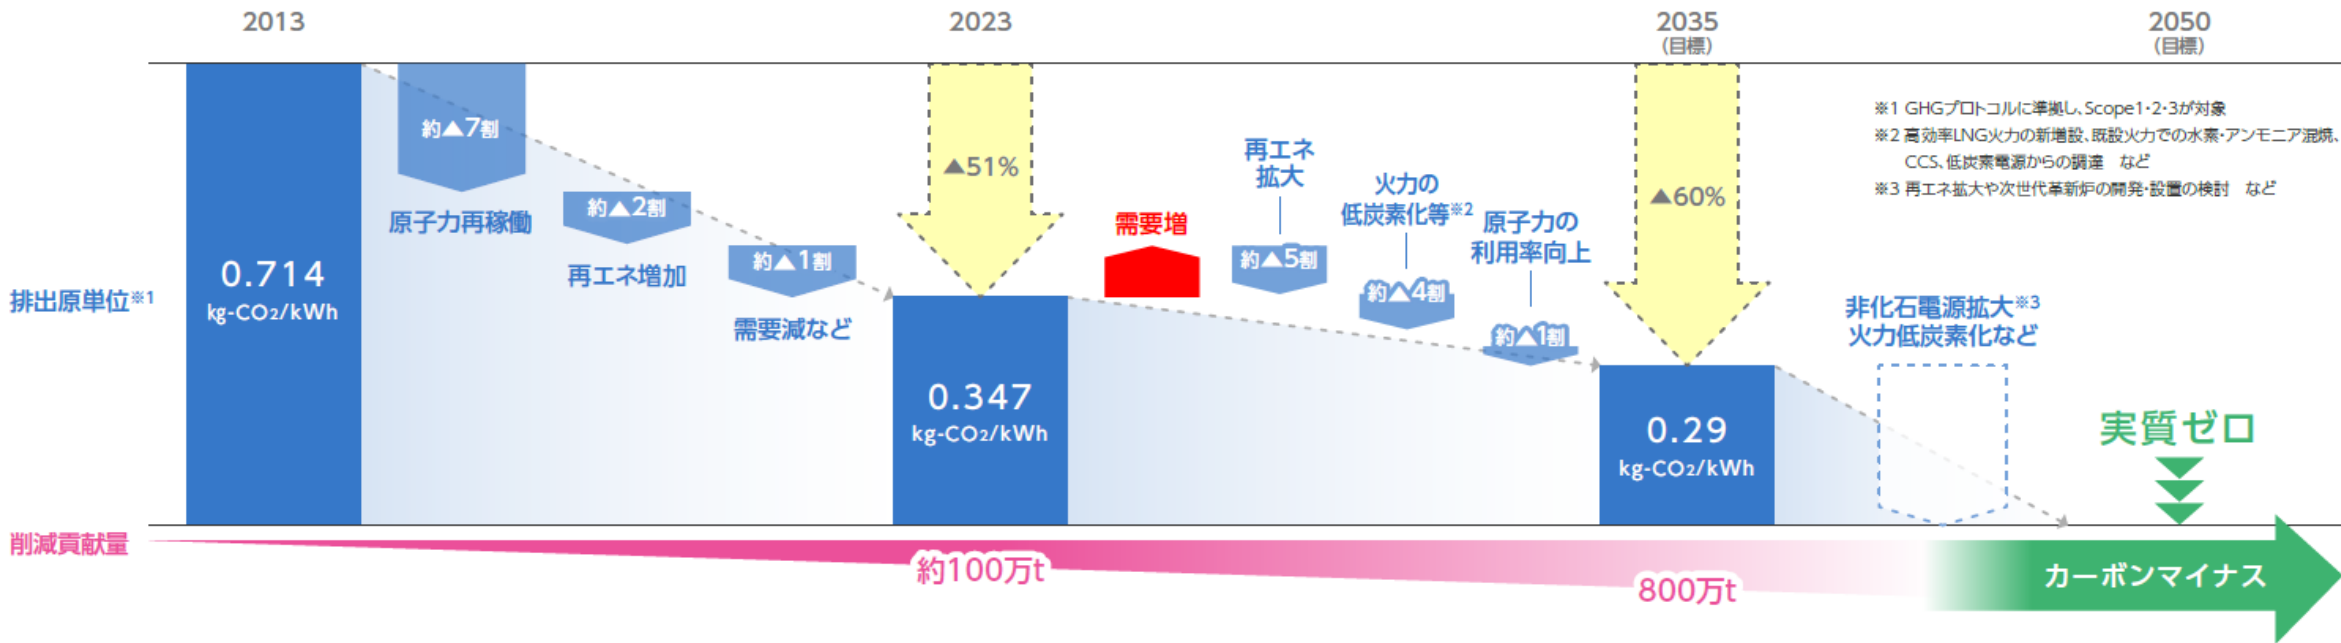 2013
2023
2035
(目標)
2050
(目標)
※1 GHGプロトコルに準拠し、Scope1・2・3が対象
※2 高効率LNG火力の新増設、既設火力での水素・アンモニア混焼、
CCS、低炭素電源からの調達 など
※3 再エネ拡大や次世代革新炉の開発・設置の検討 など
排出原単位※1
0.714
kg-CO2/kWh
約▲7割
原子力再稼働
約▲2割
再エネ増加
約▲1割
需要減など
▲51%
0.347
kg-CO2/kWh
需要増
再エネ
拡大
約▲5割
火力の
低炭素化等※2
約▲4割
原子力の
利用率向上
約▲1割
▲60%
0.29
kg-CO2/kWh
非化石電源拡大※3
火力低炭素化など
実質ゼロ
削減貢献量
約100万t
800万t
カーボンマイナス